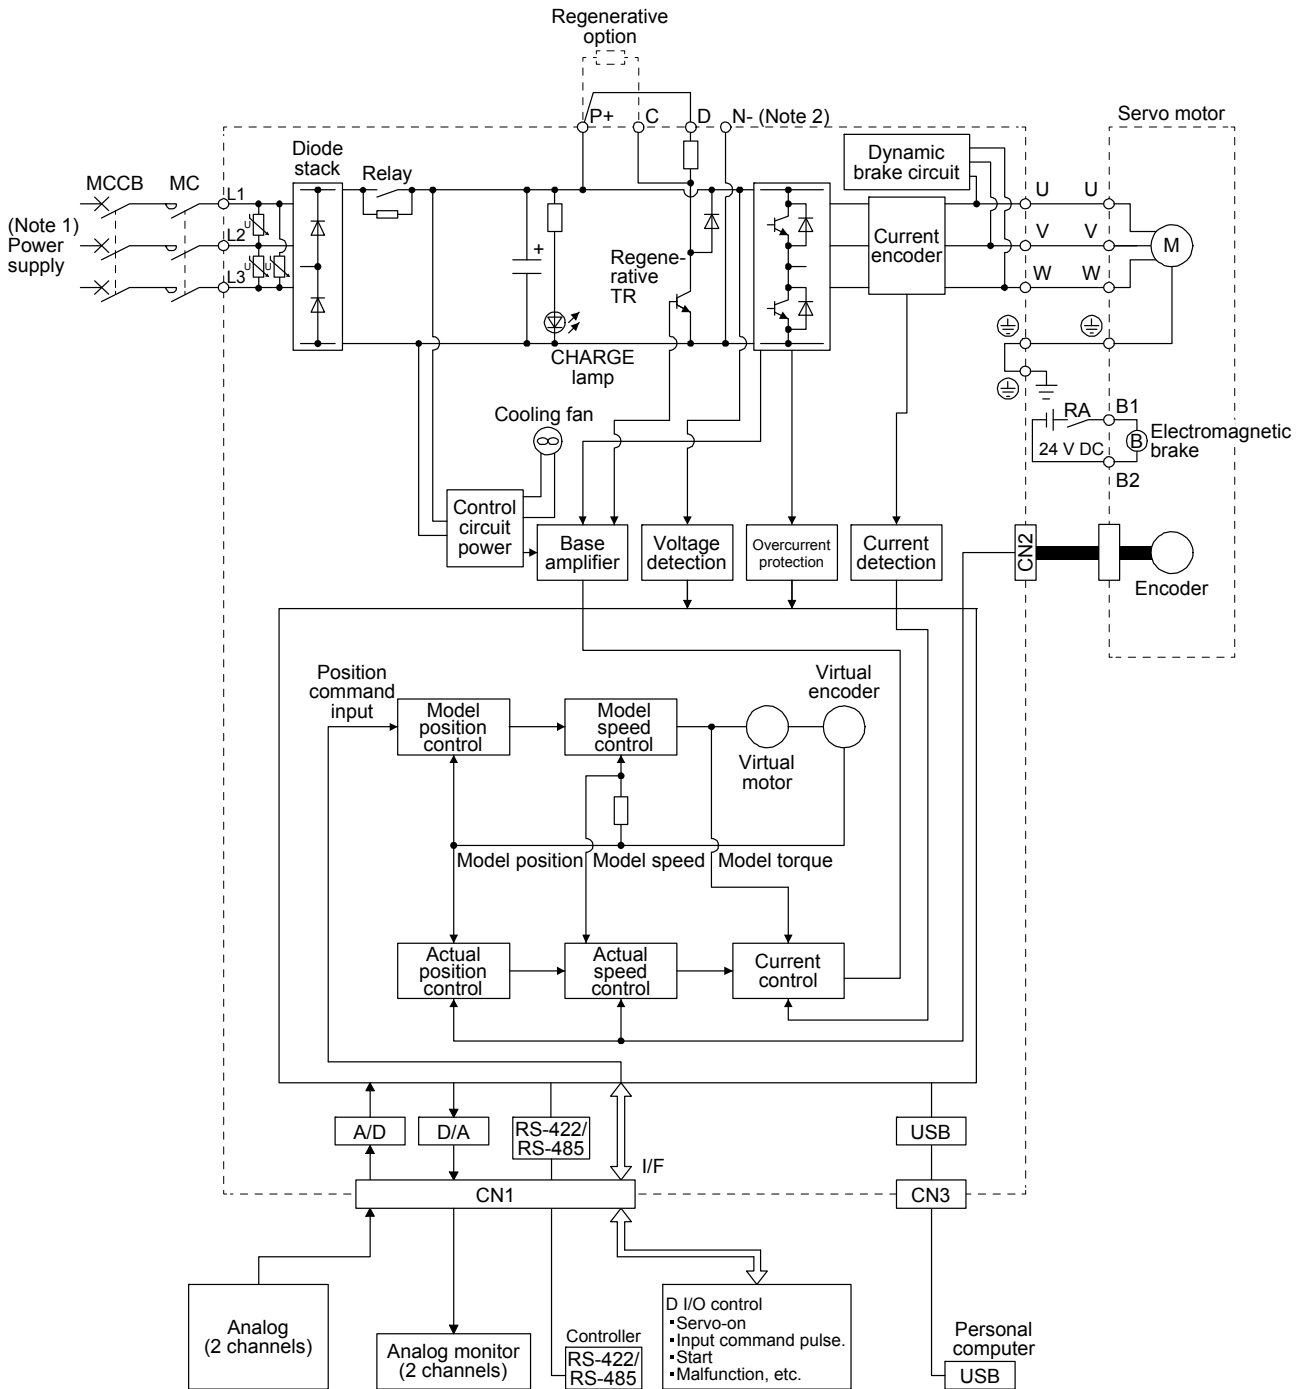 Regenerative
option
P+
C
D
N- (Note 2)
Servo motor
Diode
stack
Relay
Dynamic
brake circuit
MCCB
MC
L1
L2
L3
(Note 1)
Power
supply
U
U
U
U
U
V
V
W
W
M
+
Regene-
rative
TR
Current
encoder
CHARGE
lamp
Cooling fan
RA
B1
24 V DC
B
Electromagnetic
brake
B2
Control
circuit
power
Base
amplifier
Voltage
detection
Overcurrent
protection
Current
detection
CN2
Encoder
Position
command
input
Model
position
control
Model
speed
control
Virtual
encoder
Virtual
motor
Model position
Model speed
Model torque
Actual
position
control
Actual
speed
control
Current
control
A/D
D/A
RS-422/
RS-485
USB
I/F
CN1
CN3
Analog
(2 channels)
Analog monitor
(2 channels)
Controller
RS-422/
RS-485
D I/O control
▪Servo-on
▪Input command pulse.
▪Start
▪Malfunction, etc.
Personal
computer
USB